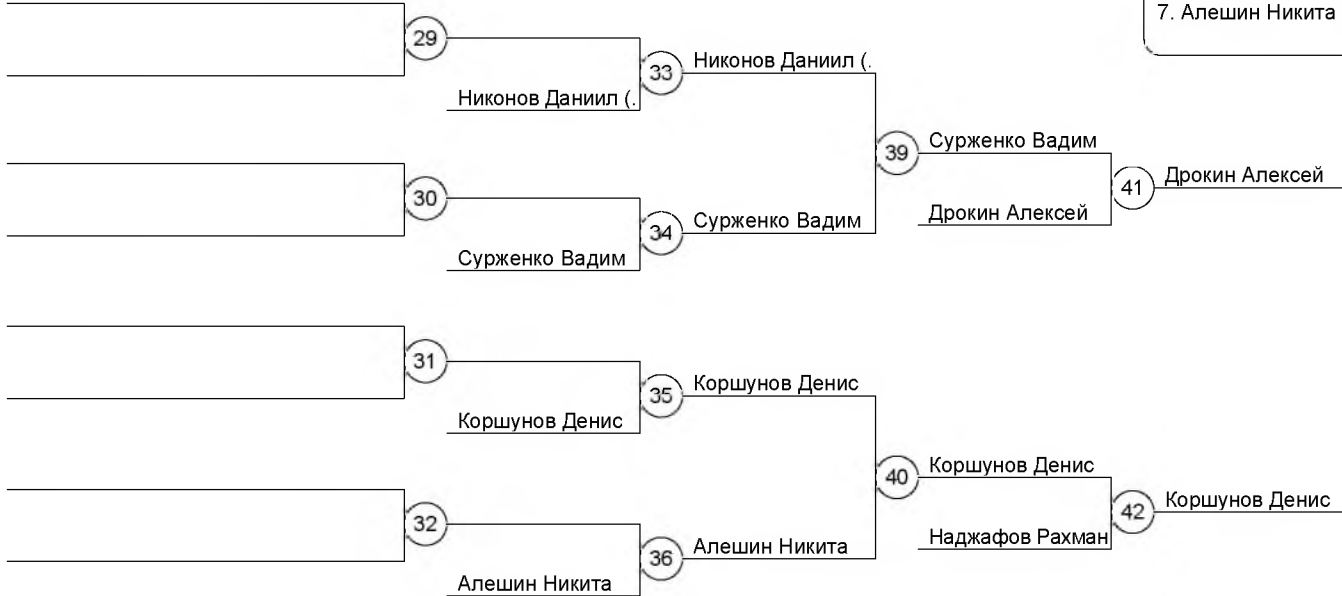 7. Алешин Никита
29
33
Никонов Даниил (.
Никонов Даниил (.
39
Сурженко Вадим
41
Дрокин Алексей
30
34
Сурженко Вадим
Дрокин Алексей
Сурженко Вадим
31
35
Коршунов Денис
Коршунов Денис
40
Коршунов Денис
42
Коршунов Денис
32
36
Алешин Никита
Наджафов Рахман
Алешин Никита